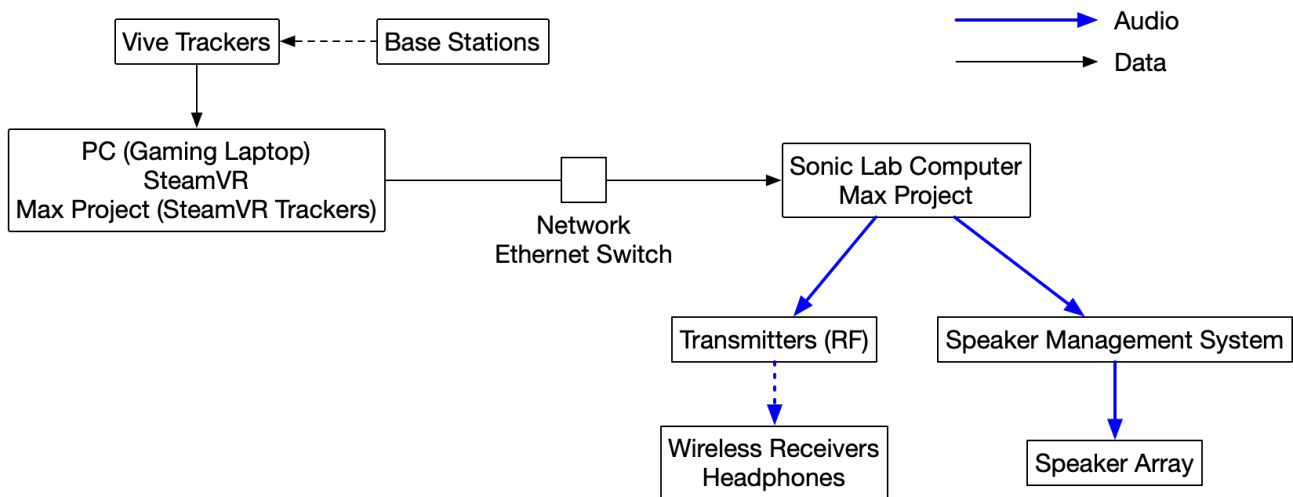 Vive Trackers
Base Stations
Audio
Data
PC (Gaming Laptop)
SteamVR
Max Project (SteamVR Trackers)
Network
Ethernet Switch
Sonic Lab Computer
Max Project
Transmitters (RF)
Speaker Management System
Wireless Receivers
Headphones
Speaker Array